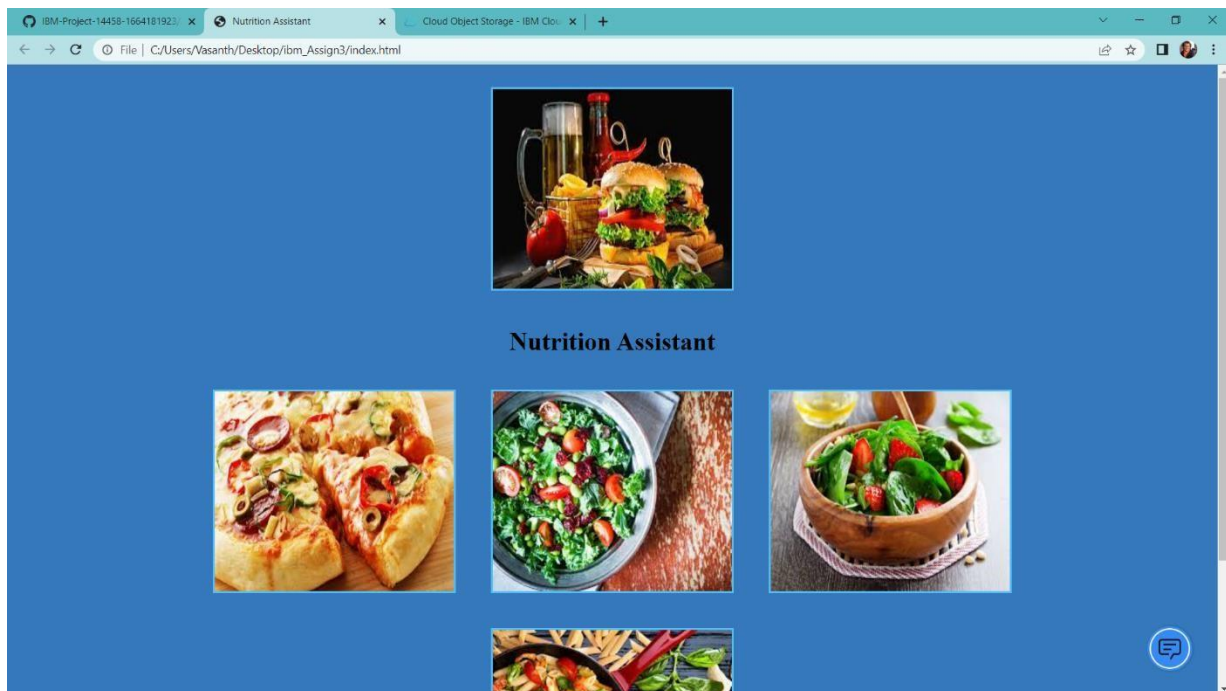 IBM-Project-14458-1664181923/
Nutrition Assistant
Cloud Object Storage - IBM Clou
File | C:/Users/Vasanth/Desktop/ibm_Assign3/index.html
Nutrition Assistant